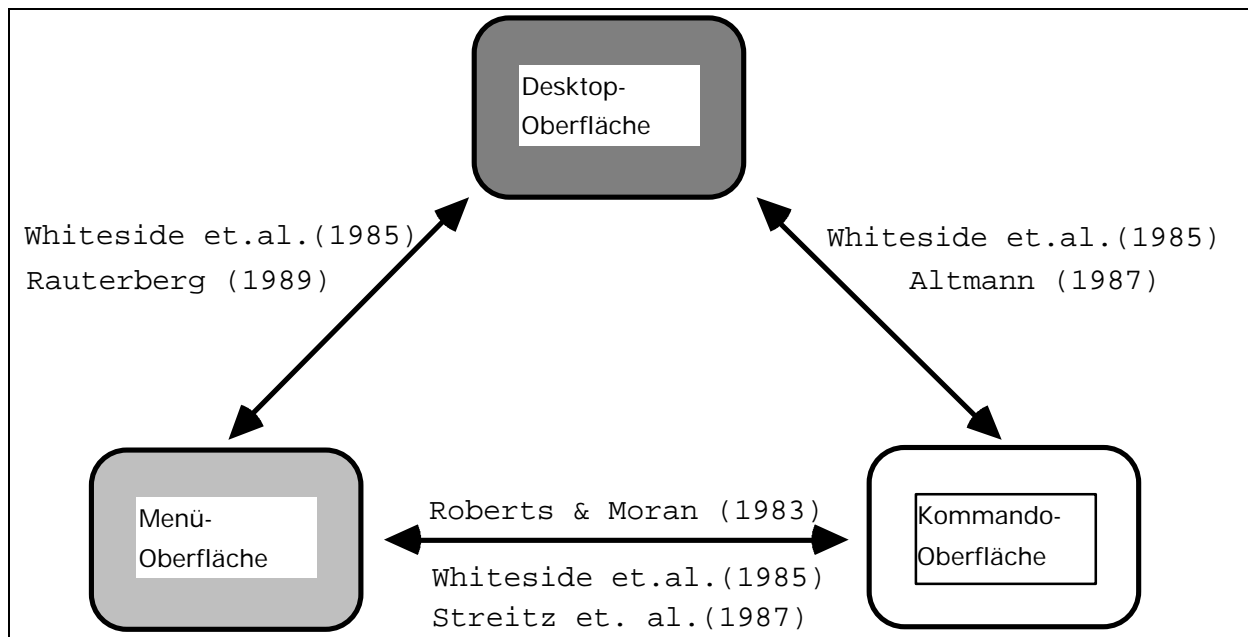 Desktop-
Oberfläche
Whiteside et.al.(1985)
Rauterberg (1989)
Whiteside et.al.(1985)
Altmann (1987)
Menü-
Oberfläche
Roberts & Moran (1983)
Whiteside et.al.(1985)
Streitz et. al.(1987)
Kommando-
Oberfläche